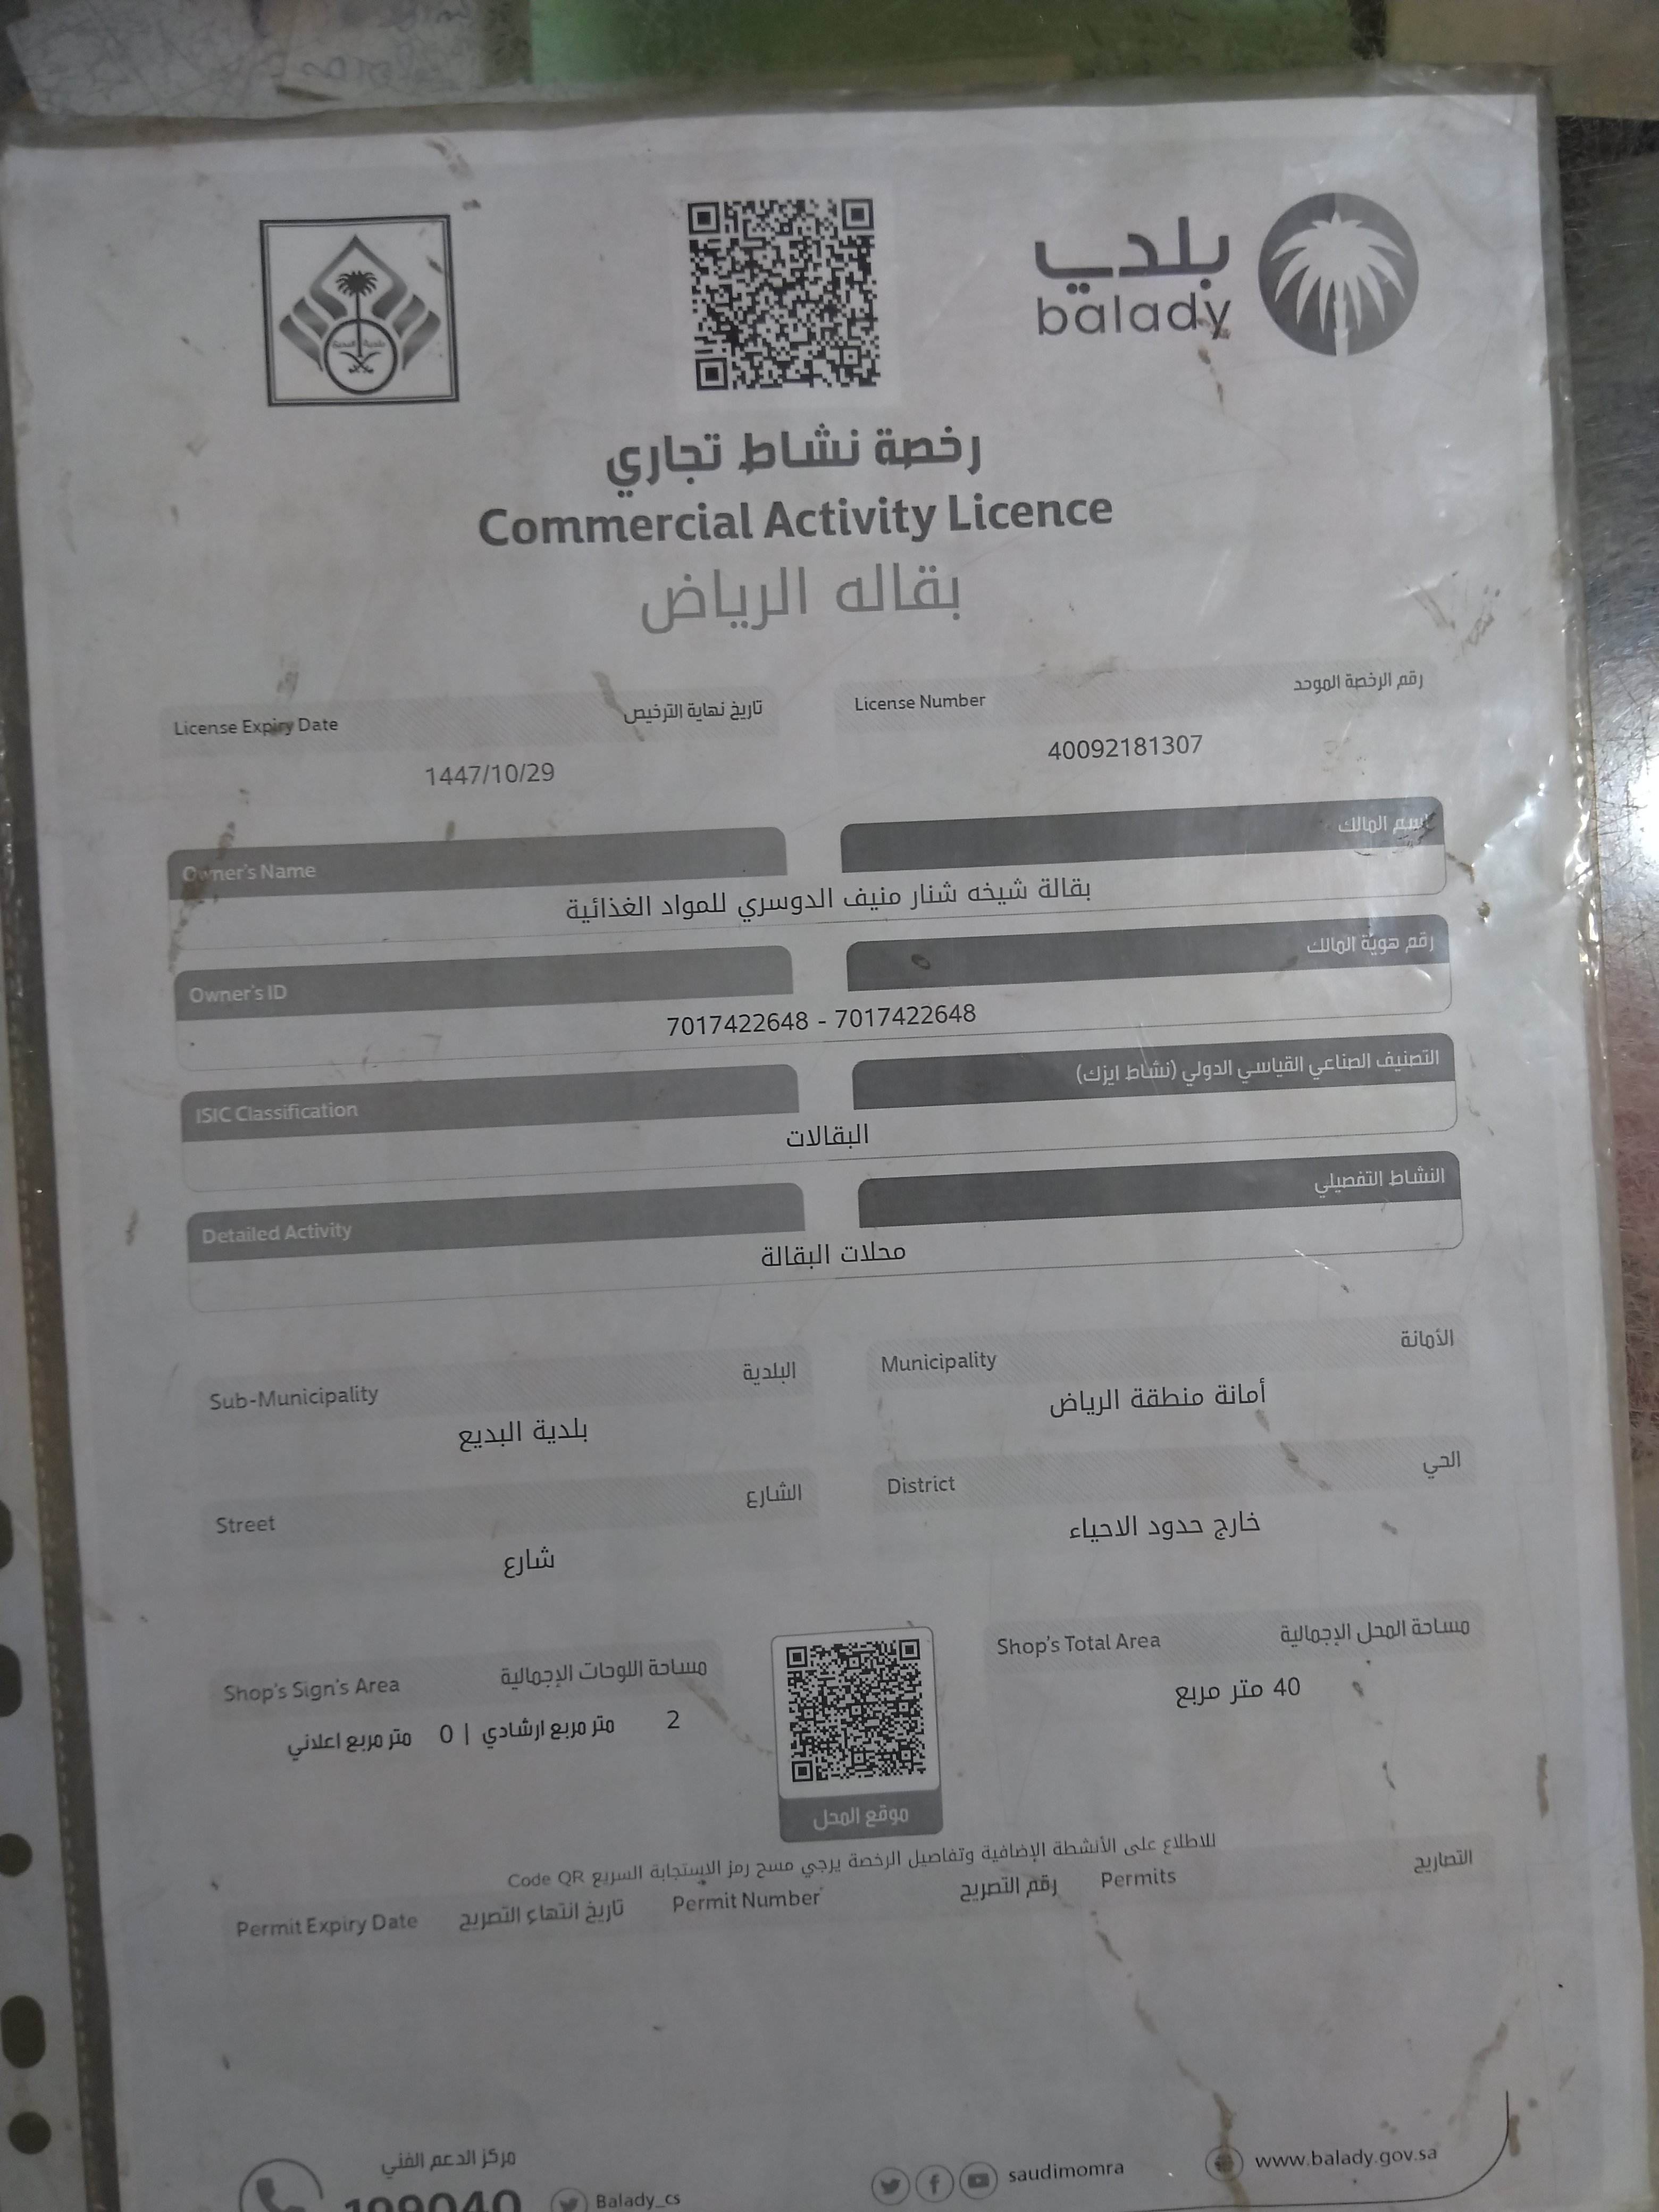 بلدي
balady
بلدية البديع
رخصة نشاط تجاري
Commercial Activity Licence
بقاله الرياض
رقم الرخصة الموحد
License Number
40092181307
تاريخ نهاية الترخيص
License Expiry Date
1447/10/29
اسم المالك
Owner's Name
بقالة شيخه شنار منيف الدوسري للمواد الغذائية
رقم هوية المالك
Owner's ID
7017422648 - 7017422648
التصنيف الصناعي القياسي الدولي (نشاط ايزك)
ISIC Classification
البقالات
النشاط التفصيلي
Detailed Activity
محلات البقالة
الأمانة
Municipality
أمانة منطقة الرياض
البلدية
Sub-Municipality
بلدية البديع
الحي
District
خارج حدود الاحياء
الشارع
Street
شارع
مساحة المحل الإجمالية
Shop's Total Area
40 متر مربع
مساحة اللوحات الإجمالية
Shop's Sign's Area
2 متر مربع ارشادي | 0 متر مربع اعلاني
موقع المحل
للاطلاع على الأنشطة الإضافية وتفاصيل الرخصة يرجي مسح رمز الاستجابة السريع Code QR
التصاريح Permits
رقم التصريح Permit Number
تاريخ انتهاء التصريح Permit Expiry Date
www.balady.gov.sa
saudimomra
Balady_cs
مركز الدعم الفني
199040